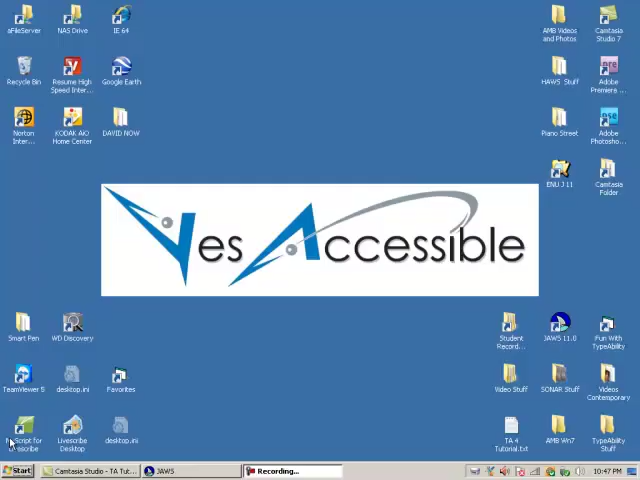 aFileServer
NAS Drive
IE 64
AMB Videos
and Photos
Camtasia
Studio 7
Recycle Bin
Resume High
Speed Inter...
Google Earth
HAWS Stuff
Adobe
Premiera ...
Norton
Inter...
KODAK AiO
Home Center
DAVID NOW
Piano Street
Adobe
Photosho...
ENU J 11
Camtasia
Folder
Yes Accessible
Smart Pen
WD Discovery
Student
Record...
JAWS 11.0
Fun With
TypeAbility
TeamViewer 5
desktop.ini
Favorites
Video Stuff
SONAR Stuff
Videos
Contemporary
Script for
Livescribe
Desktop
desktop.ini
TA 4
Tutorial.txt
AMB Win7
TypeAbility
Stuff
Start
Camtasia Studio - TA Tut...
JAWS
Recording...
10:47 PM